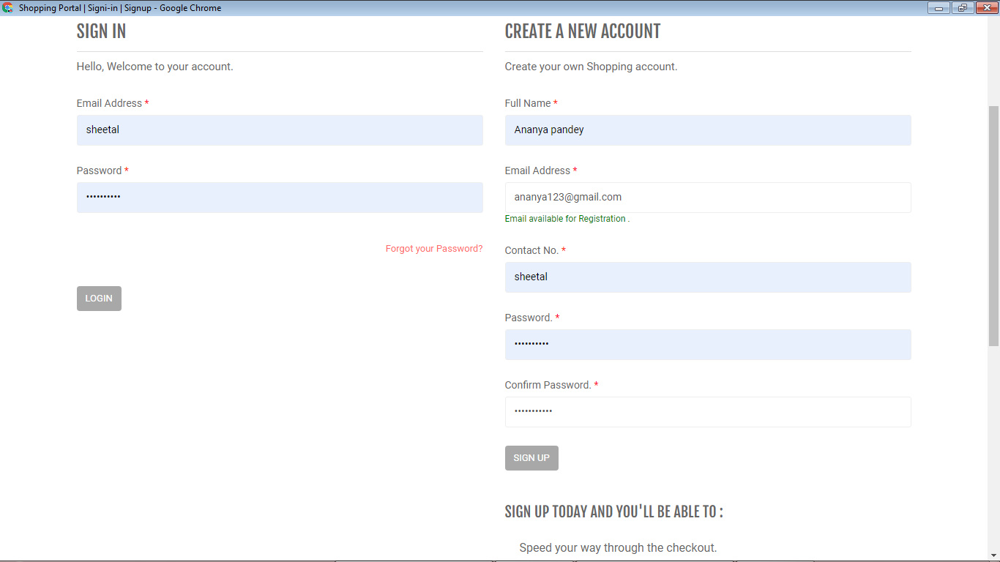 Shopping Portal | Signi-in | Signup - Google Chrome
SIGN IN
Hello, Welcome to your account.
Email Address *
sheetal
Password *
••••••••••
Forgot your Password?
LOGIN
CREATE A NEW ACCOUNT
Create your own Shopping account.
Full Name *
Ananya pandey
Email Address *
ananya123@gmail.com
Email available for Registration .
Contact No. *
sheetal
Password. *
••••••••••
Confirm Password. *
•••••••••••
SIGN UP
SIGN UP TODAY AND YOU'LL BE ABLE TO :
Speed your way through the checkout.